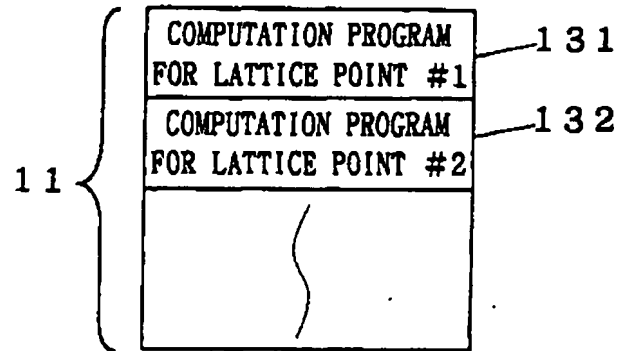 COMPUTATION PROGRAM
FOR LATTICE POINT #1
131
COMPUTATION PROGRAM
FOR LATTICE POINT #2
132
11